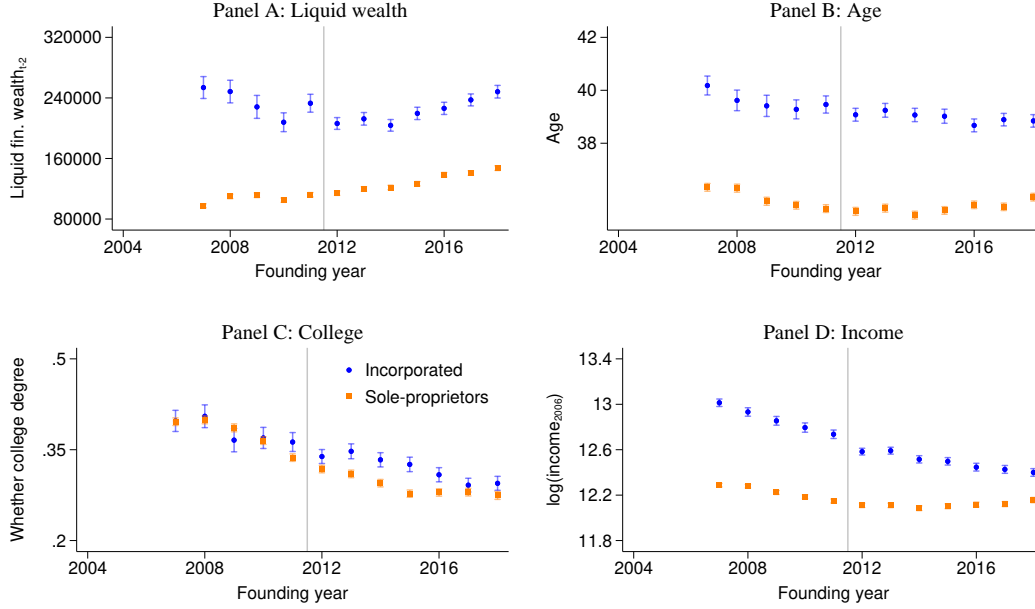 Panel A: Liquid wealth
Liquid fin. wealth t-2
320000
240000
160000
80000
2004 2008 2012 2016
Founding year
Panel B: Age
Age
42
40
38
2004 2008 2012 2016
Founding year
Panel C: College
Whether college degree
.5
.35
.2
Incorporated
Sole-proprietors
2004 2008 2012 2016
Founding year
Panel D: Income
log(income2006)
13.4
13
12.6
12.2
11.8
2004 2008 2012 2016
Founding year